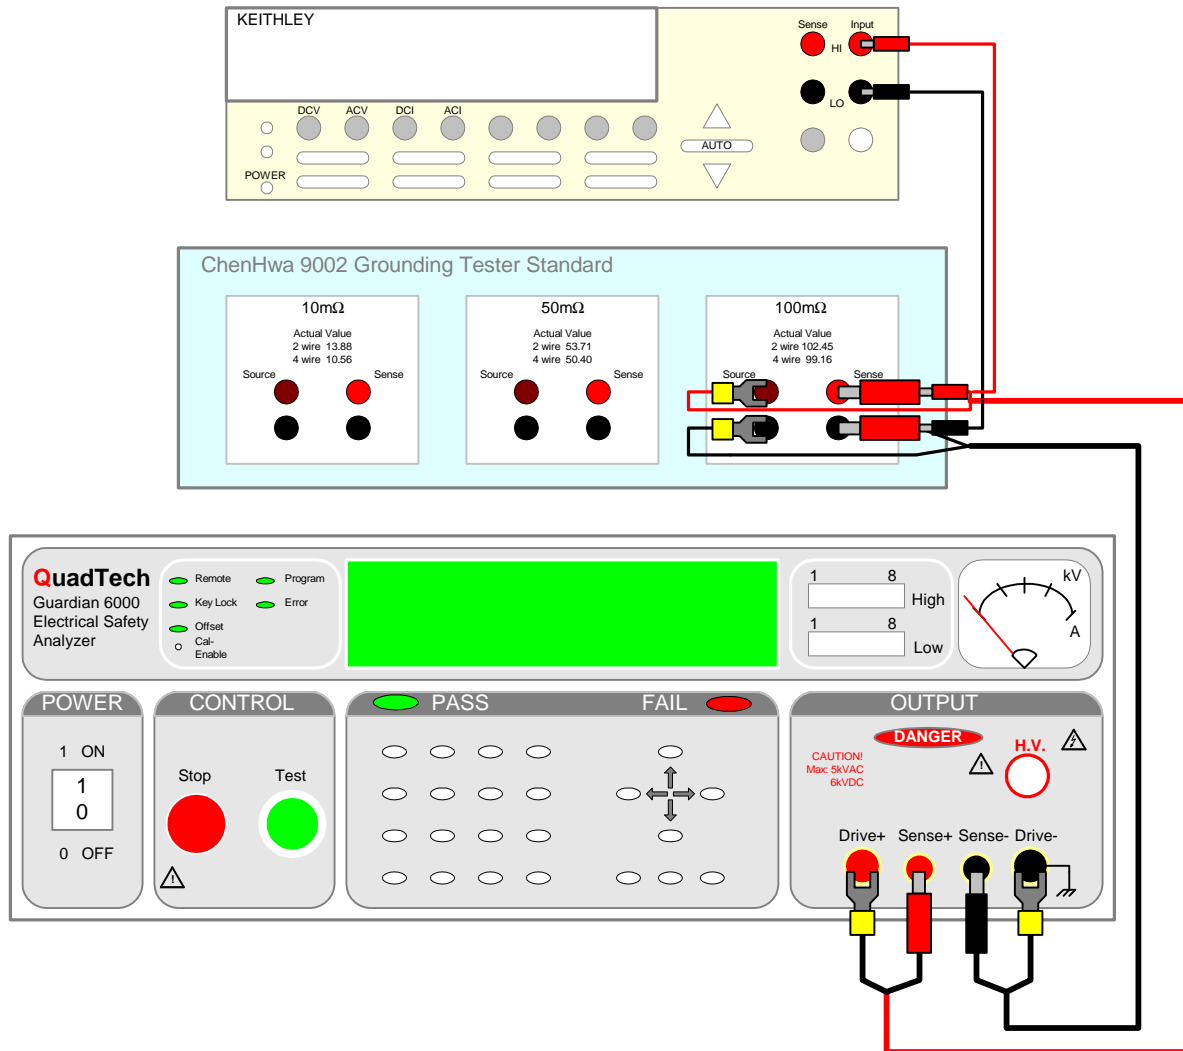 KEITHLEY
Sense Input
HI
LO
DCV ACV DCI ACI
AUTO
POWER
ChenHwa 9002 Grounding Tester Standard
10mΩ
Actual Value
2 wire 13.88
4 wire 10.56
Source Sense
50mΩ
Actual Value
2 wire 53.71
4 wire 50.40
Source Sense
100mΩ
Actual Value
2 wire 102.45
4 wire 99.16
Source Sense
QuadTech
Guardian 6000
Electrical Safety
Analyzer
Remote Program
Key Lock Error
Offset
Cal-
Enable
1 8
High
1 8
Low
kV
A
POWER
1 ON
1
0
0 OFF
CONTROL
Stop Test
!
PASS FAIL
OUTPUT
DANGER
CAUTION!
Max: 5kVAC
6kVDC
!
H.V.
Drive+ Sense+ Sense- Drive-